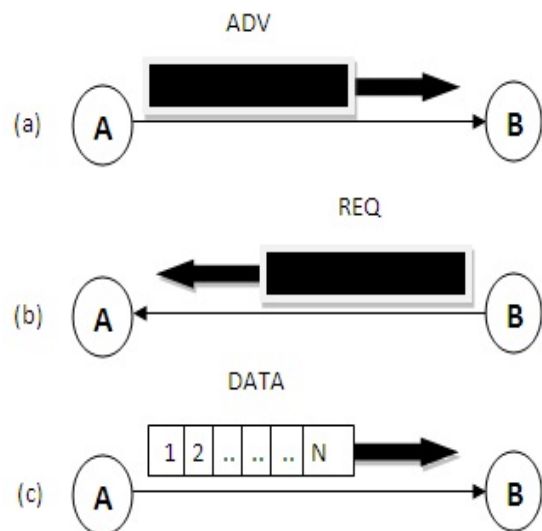 ADV
(a) A B
REQ
(b) A B
DATA
1 2 .. .. .. N
(c) A B